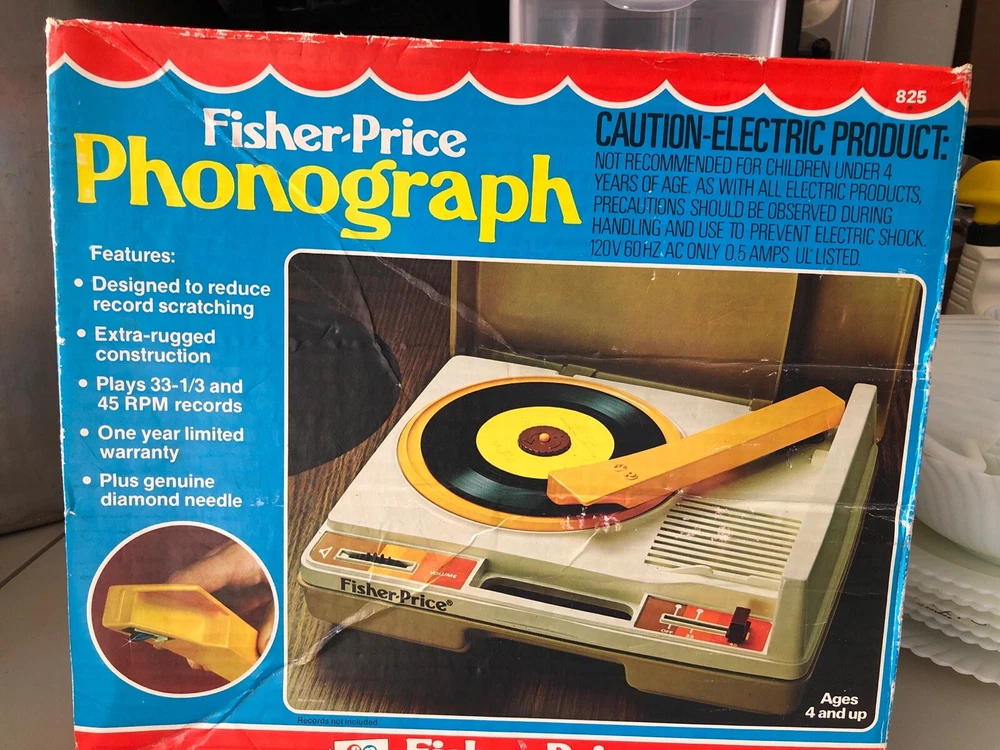 825
Fisher-Price
Phonograph
CAUTION-ELECTRIC PRODUCT:
NOT RECOMMENDED FOR CHILDREN UNDER 4
YEARS OF AGE. AS WITH ALL ELECTRIC PRODUCTS,
PRECAUTIONS SHOULD BE OBSERVED DURING
HANDLING AND USE TO PREVENT ELECTRIC SHOCK.
120V 60HZ AC ONLY 0.5 AMPS UL LISTED.
Features:
• Designed to reduce
record scratching
• Extra-rugged
construction
• Plays 33-1/3 and
45 RPM records
• One year limited
warranty
• Plus genuine
diamond needle
VOLUME
Fisher-Price®
OFF
Ages
4 and up
Records not included
Fisher-Price